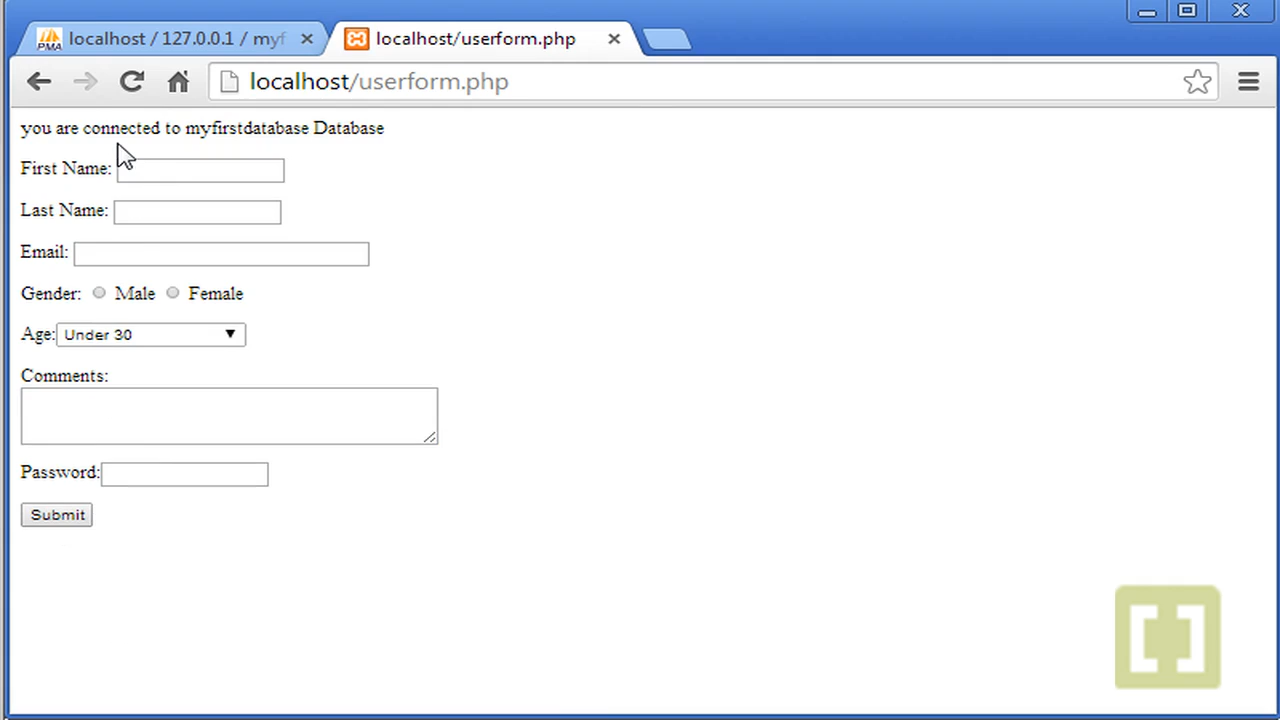 PMA localhost / 127.0.0.1 / myf localhost/userform.php
localhost/userform.php
you are connected to myfirstdatabase Database
First Name:
Last Name:
Email:
Gender: Male Female
Age: Under 30
Comments:
Password:
Submit